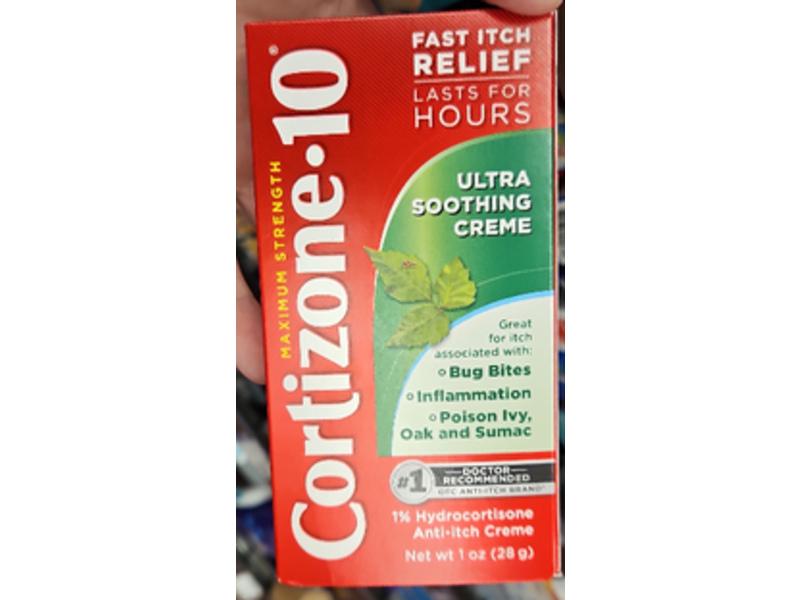 MAXIMUM STRENGTH
Cortizone•10®
FAST ITCH
RELIEF
LASTS FOR
HOURS
ULTRA
SOOTHING
CREME
Great
for itch
associated with:
Bug Bites
Inflammation
Poison Ivy,
Oak and Sumac
#1
DOCTOR
RECOMMENDED
OTC ANTI-ITCH BRAND
1% Hydrocortisone
Anti-itch Creme
Net wt 1 oz (28 g)